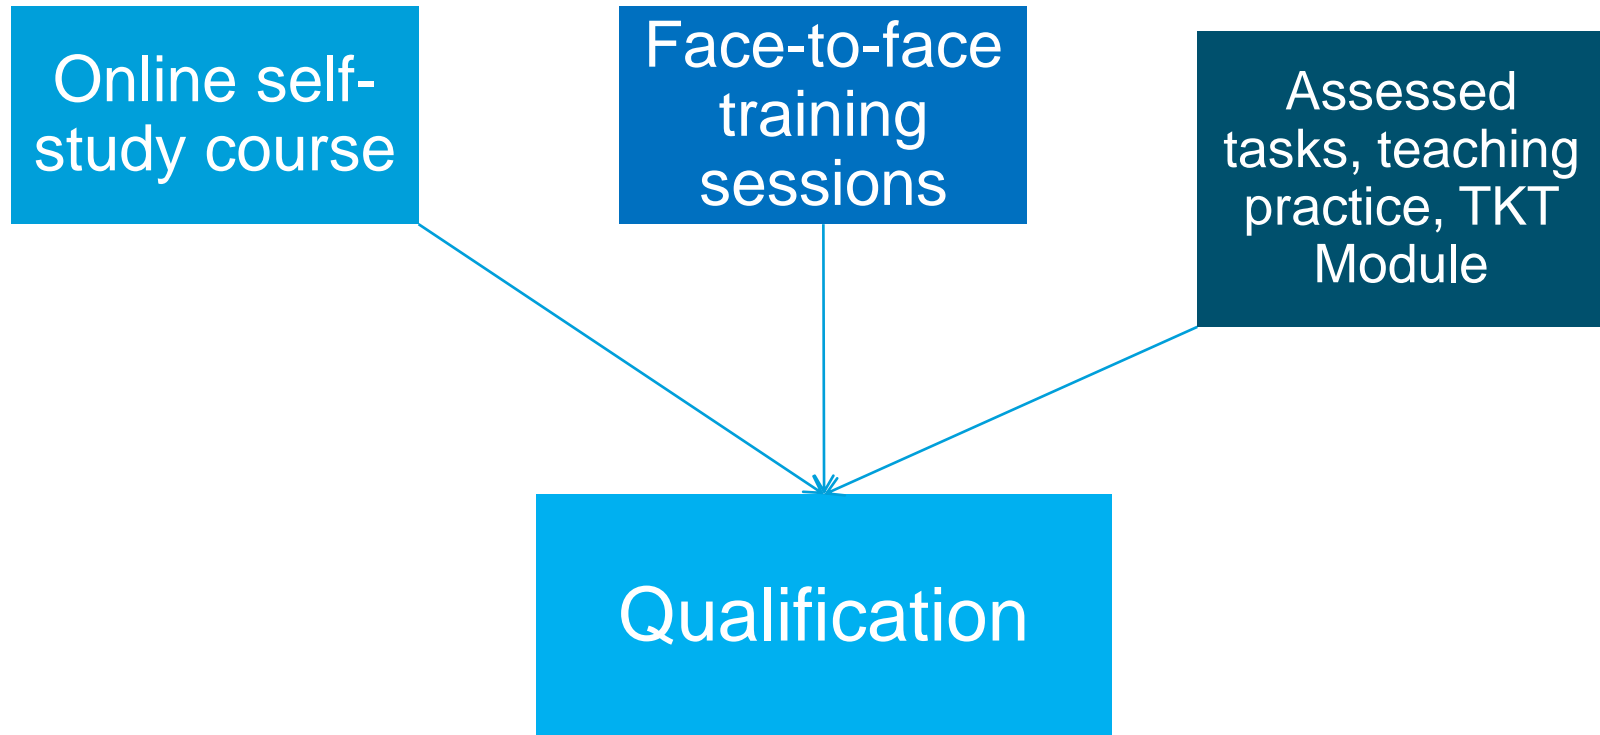 Online self-
study course
Face-to-face
training
sessions
Assessed
tasks, teaching
practice, TKT
Module
Qualification